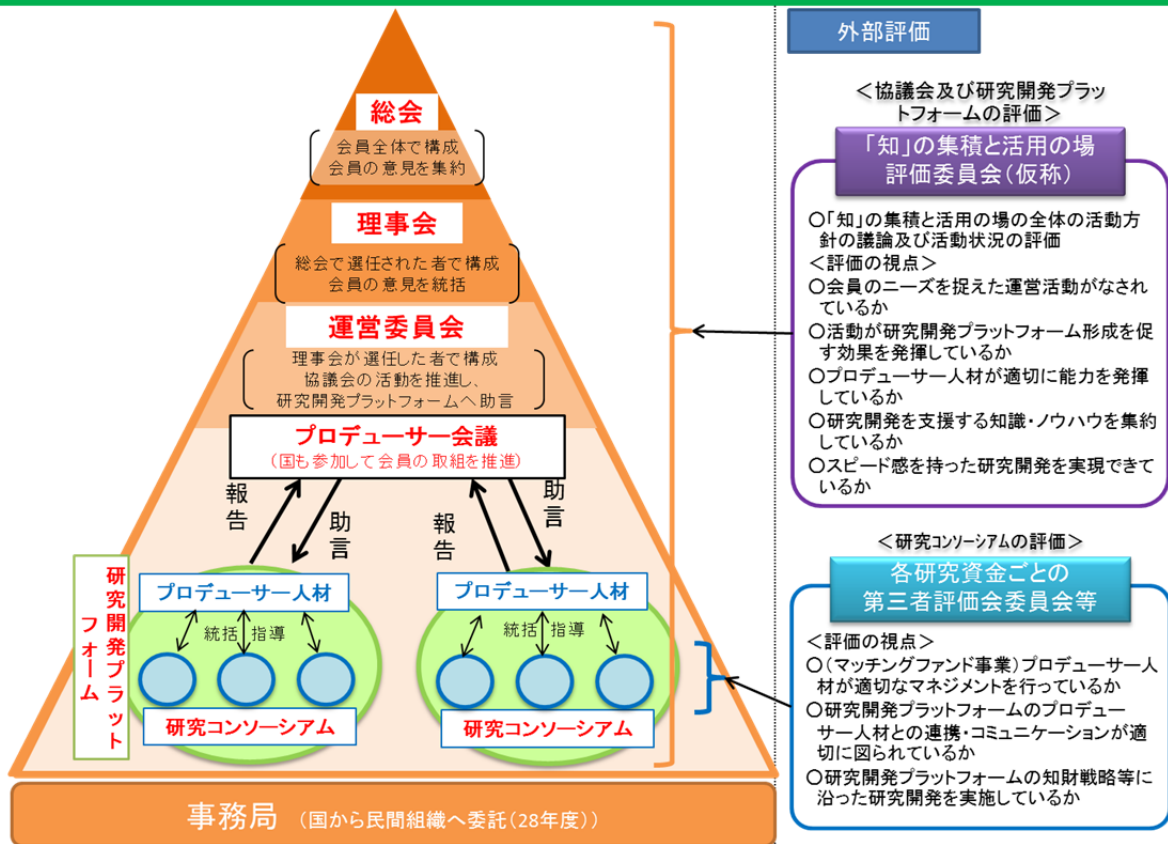 総会
会員全体で構成
会員の意見を集約
理事会
総会で選任された者で構成
会員の意見を統括
運営委員会
理事会が選任した者で構成
協議会の活動を推進し、
研究開発プラットフォームへ助言
プロデューサー会議
(国も参加して会員の取組を推進)
報告
助言
報告
助言
研究開発プラット
フォーム
プロデューサー人材
統括 指導
研究コンソーシアム
プロデューサー人材
統括 指導
研究コンソーシアム
事務局 (国から民間組織へ委託(28年度))
外部評価
<協議会及び研究開発プラッ
トフォームの評価>
「知」の集積と活用の場
評価委員会(仮称)
○「知」の集積と活用の場の全体の活動方
針の議論及び活動状況の評価
<評価の視点>
○会員のニーズを捉えた運営活動がなされ
ているか
○活動が研究開発プラットフォーム形成を促
す効果を発揮しているか
○プロデューサー人材が適切に能力を発揮
しているか
○研究開発を支援する知識・ノウハウを集約
しているか
○スピード感を持った研究開発を実現できて
いるか
<研究コンソーシアムの評価>
各研究資金ごとの
第三者評価会委員会等
<評価の視点>
○(マッチングファンド事業)プロデューサー人
材が適切なマネジメントを行っているか
○研究開発プラットフォームのプロデュー
サー人材との連携・コミュニケーションが適
切に図られているか
○研究開発プラットフォームの知財戦略等に
沿った研究開発を実施しているか